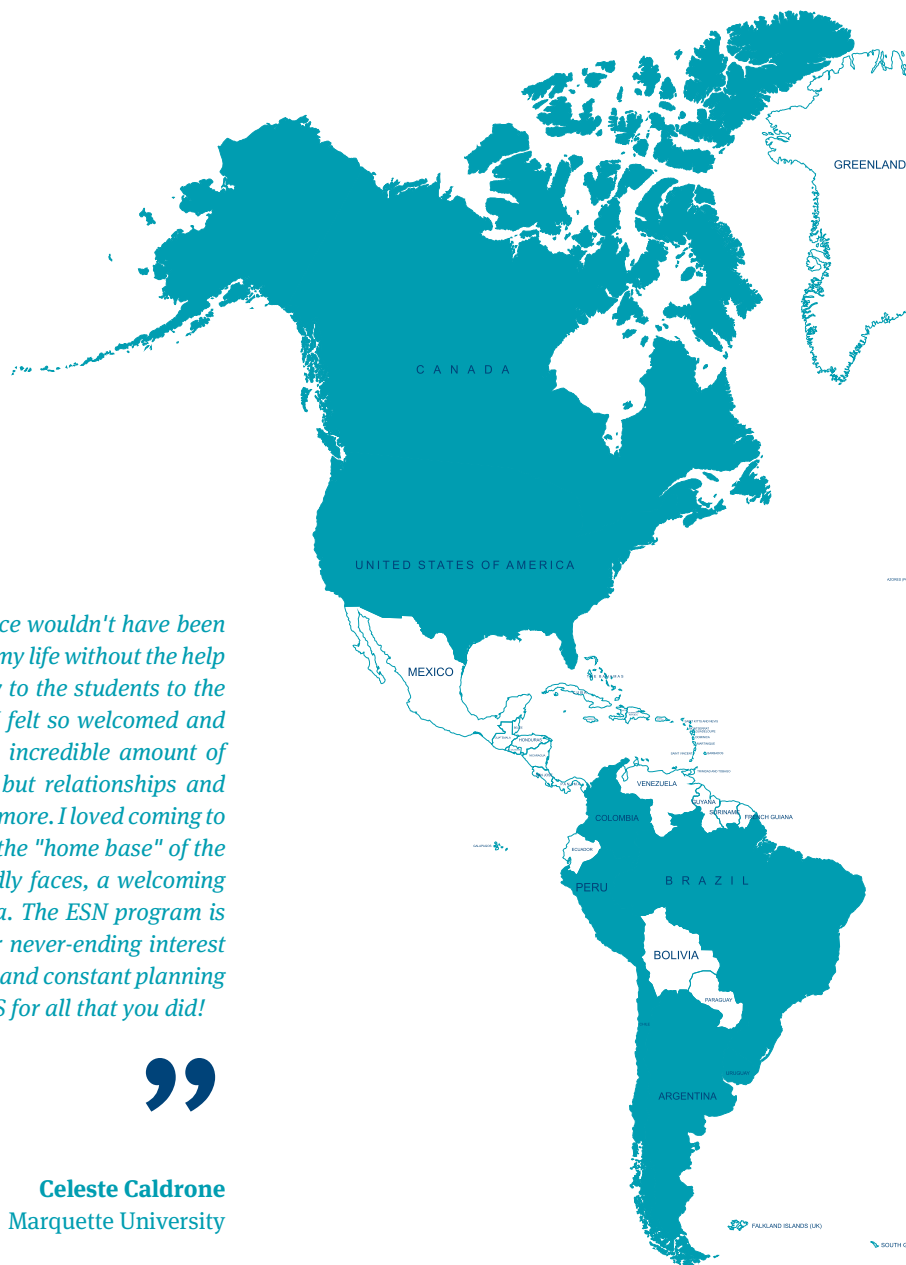 GREENLAND
CANADA
UNITED STATES OF AMERICA
MEXICO
HONDURAS
VENEZUELA
GUYANA
SURINAME
FRENCH GUIANA
COLOMBIA
ECUADOR
PERU
BRAZIL
BOLIVIA
PARAGUAY
URUGUAY
ARGENTINA
FALKLAND ISLANDS (UK)
SOUTH
ce wouldn't have been
my life without the help
to the students to the
felt so welcomed and
incredible amount of
but relationships and
more. I loved coming to
the "home base" of the
dly faces, a welcoming
a. The ESN program is
never-ending interest
and constant planning
S for all that you did!
”
Celeste Caldrone
Marquette University